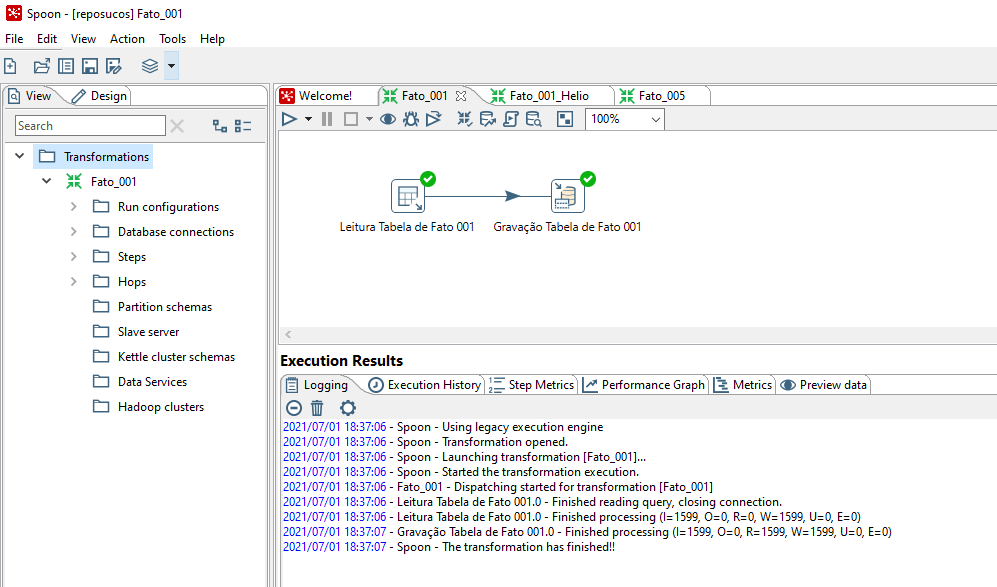 Spoon - [reposucos] Fato_001
File Edit View Action Tools Help
View Design
Search
Transformations
Fato_001
Run configurations
Database connections
Steps
Hops
Partition schemas
Slave server
Kettle cluster schemas
Data Services
Hadoop clusters
Welcome! Fato_001 Fato_001_Helio Fato_005
100%
Leitura Tabela de Fato 001 Gravação Tabela de Fato 001
Execution Results
Logging Execution History Step Metrics Performance Graph Metrics Preview data
2021/07/01 18:37:06 - Spoon - Using legacy execution engine
2021/07/01 18:37:06 - Spoon - Transformation opened.
2021/07/01 18:37:06 - Spoon - Launching transformation [Fato_001]...
2021/07/01 18:37:06 - Spoon - Started the transformation execution.
2021/07/01 18:37:06 - Fato_001 - Dispatching started for transformation [Fato_001]
2021/07/01 18:37:06 - Leitura Tabela de Fato 001.0 - Finished reading query, closing connection.
2021/07/01 18:37:06 - Leitura Tabela de Fato 001.0 - Finished processing (I=1599, O=0, R=0, W=1599, U=0, E=0)
2021/07/01 18:37:07 - Gravação Tabela de Fato 001.0 - Finished processing (I=1599, O=0, R=1599, W=1599, U=0, E=0)
2021/07/01 18:37:07 - Spoon - The transformation has finished!!